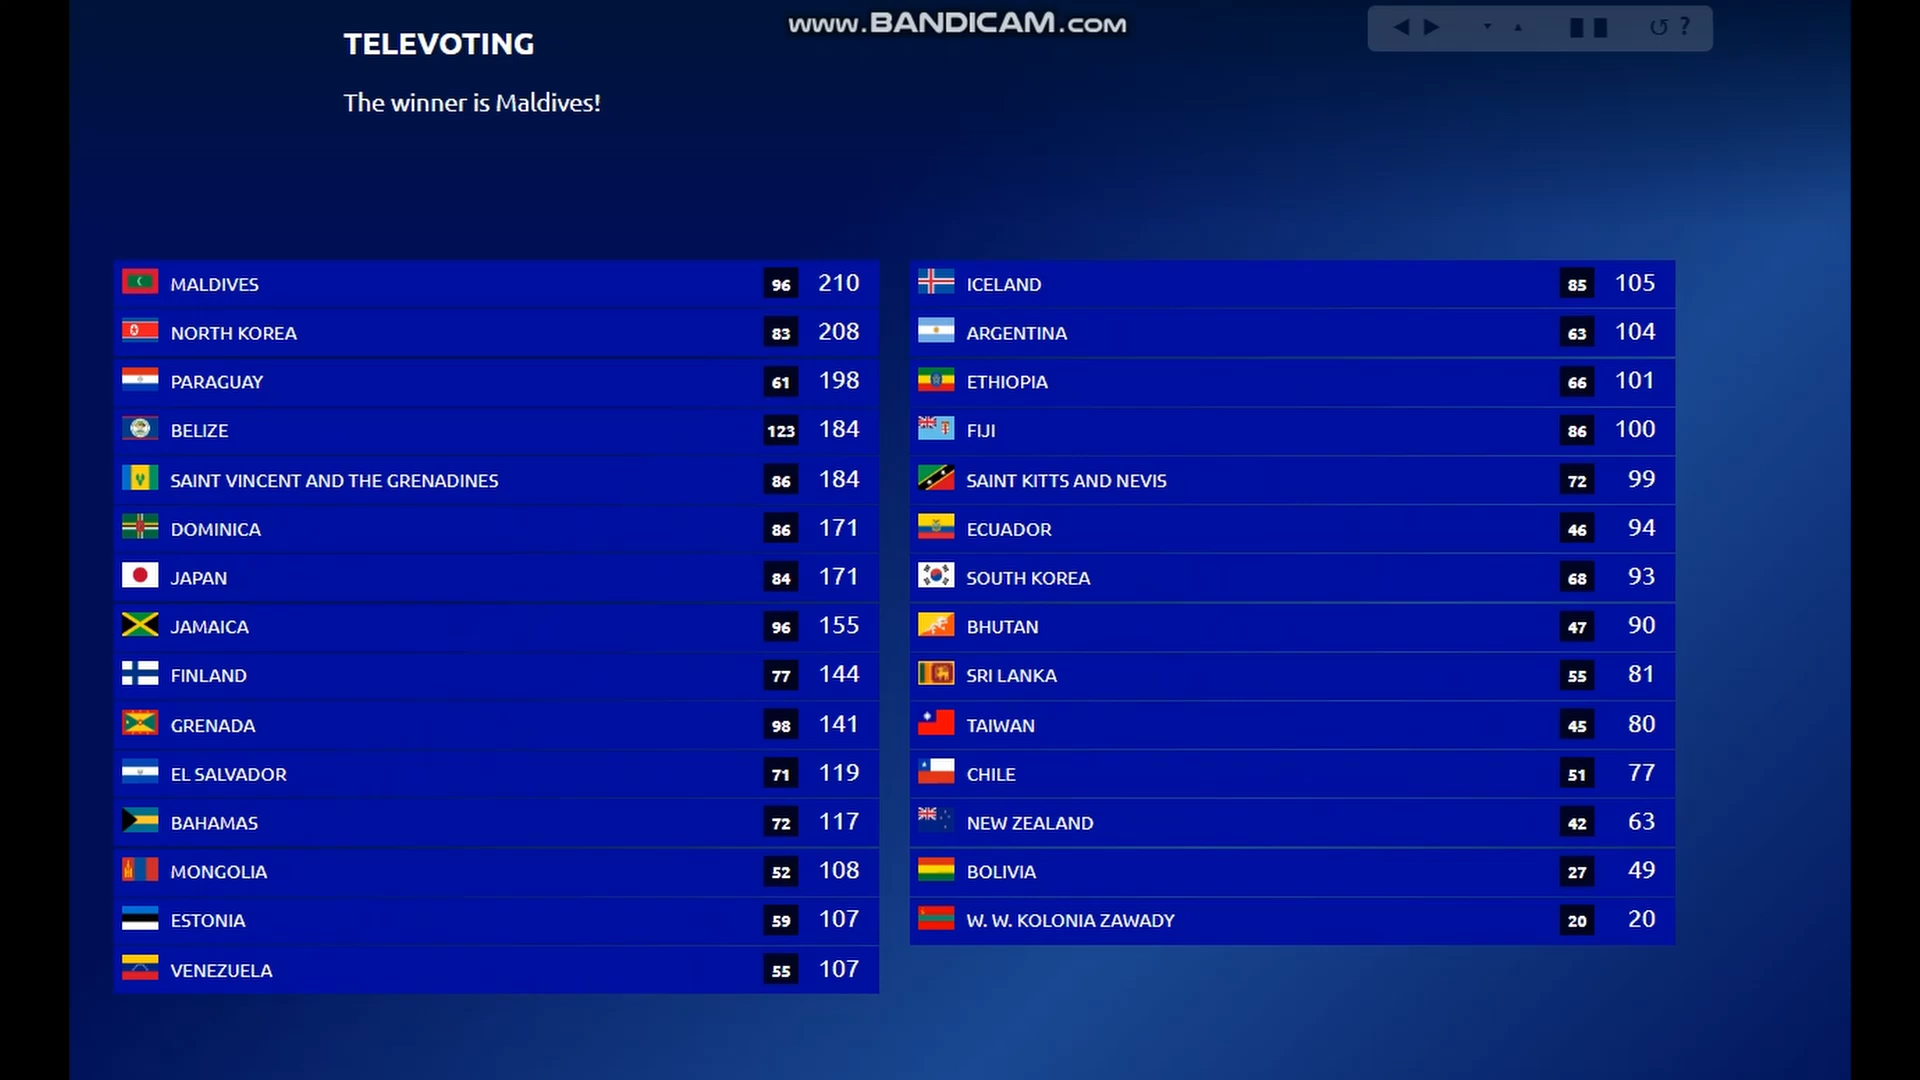 www.BANDICAM.com
?
TELEVOTING
The winner is Maldives!
MALDIVES 96 210
NORTH KOREA 83 208
PARAGUAY 61 198
BELIZE 123 184
SAINT VINCENT AND THE GRENADINES 86 184
DOMINICA 86 171
JAPAN 84 171
JAMAICA 96 155
FINLAND 77 144
GRENADA 98 141
EL SALVADOR 71 119
BAHAMAS 72 117
MONGOLIA 52 108
ESTONIA 59 107
VENEZUELA 55 107
ICELAND 85 105
ARGENTINA 63 104
ETHIOPIA 66 101
FIJI 86 100
SAINT KITTS AND NEVIS 72 99
ECUADOR 46 94
SOUTH KOREA 68 93
BHUTAN 47 90
SRI LANKA 55 81
TAIWAN 45 80
CHILE 51 77
NEW ZEALAND 42 63
BOLIVIA 27 49
W. W. KOLONIA ZAWADY 20 20